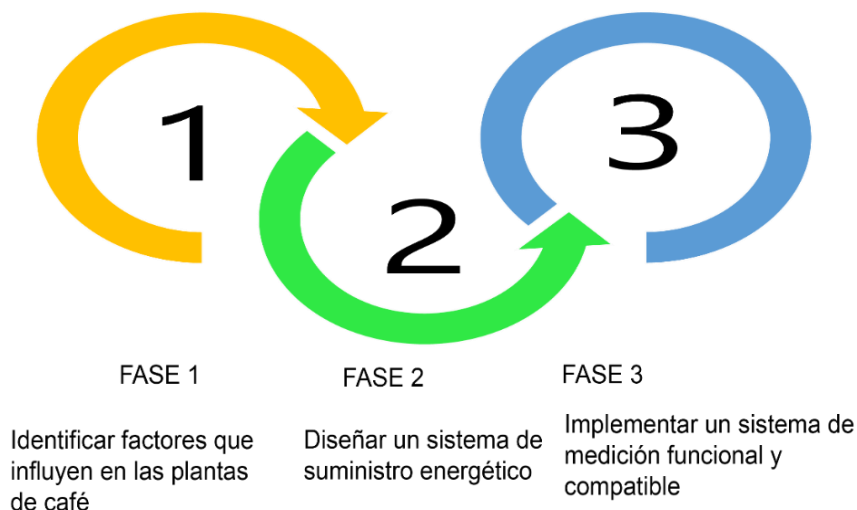 1
2
3
FASE 1
Identificar factores que
influyen en las plantas
de café
FASE 2
Diseñar un sistema de
suministro energético
FASE 3
Implementar un sistema de
medición funcional y
compatible